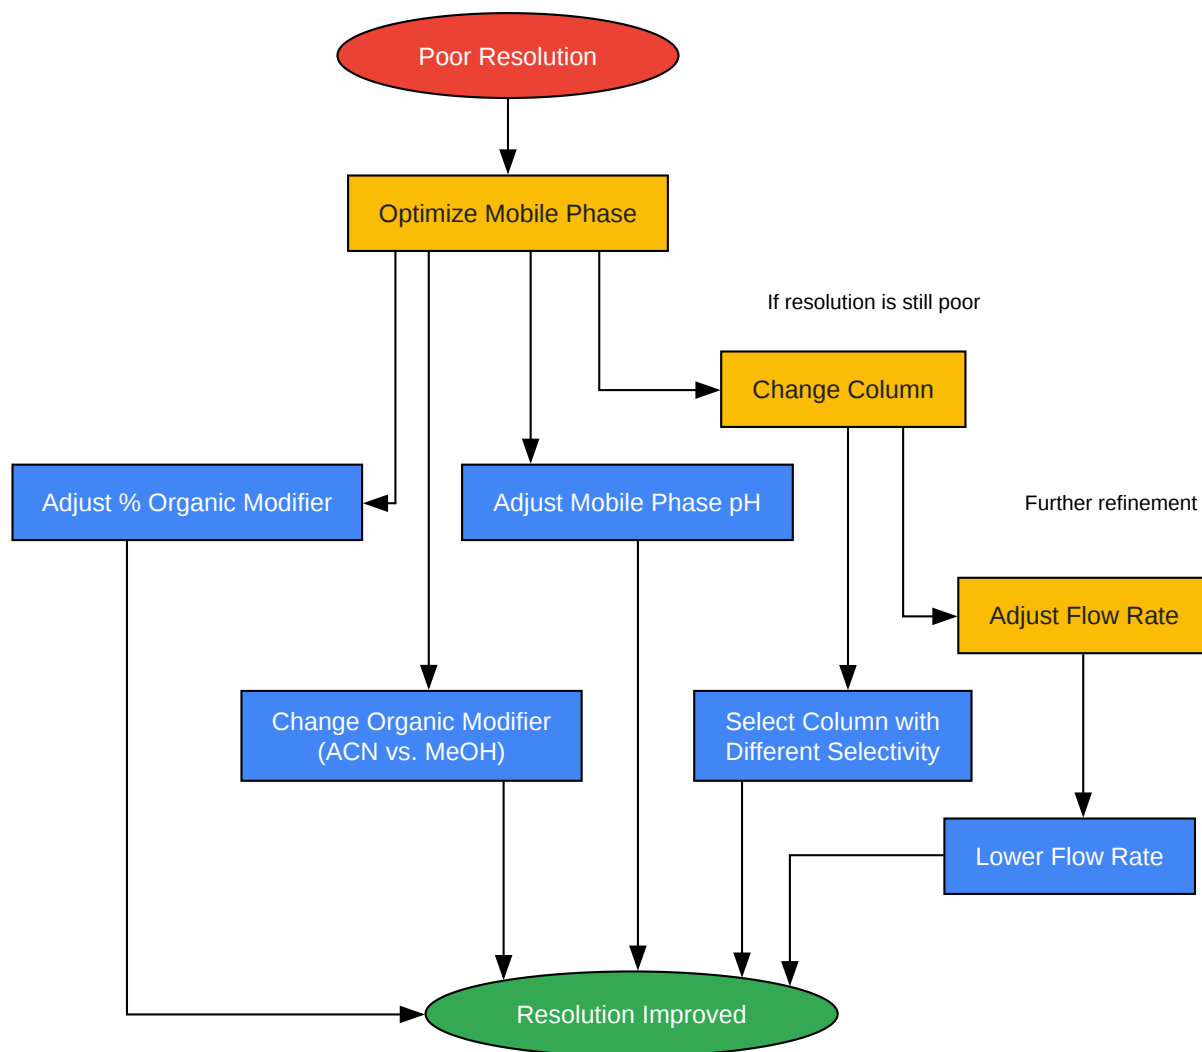 Poor Resolution
Optimize Mobile Phase
If resolution is still poor
Change Column
Adjust % Organic Modifier
Adjust Mobile Phase pH
Further refinement
Adjust Flow Rate
Change Organic Modifier
(ACN vs. MeOH)
Select Column with
Different Selectivity
Lower Flow Rate
Resolution Improved